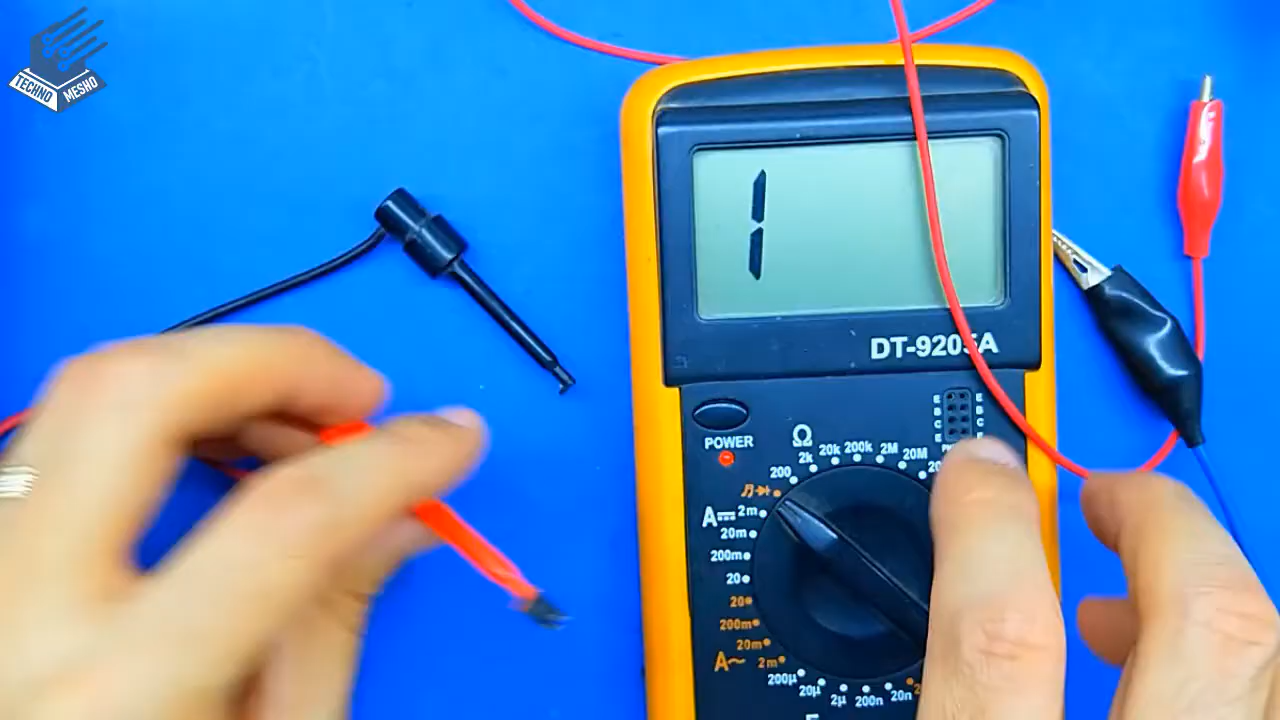 TECHNO
MESHO
1
DT-9205A
POWER
Ω
E E
B B
C C
E E
200 2k 20k 200k 2M 20M
A⎓ 2m
20m
200m
20
20
200m
20m
A~ 2m
200µ 20µ 2µ 200n 20n